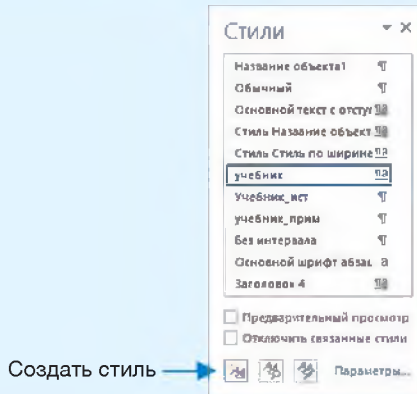 Стили
Название объекта1
Обычный
Основной текст с отступ
Стиль Название объект
Стиль Стиль по ширине
учебник
Учебник_ист
учебник_прим
Без интервала
Основной шрифт абзац a
Заголовок 4
Предварительный просмотр
Отключить связанные стили
Создать стиль
Параметры...